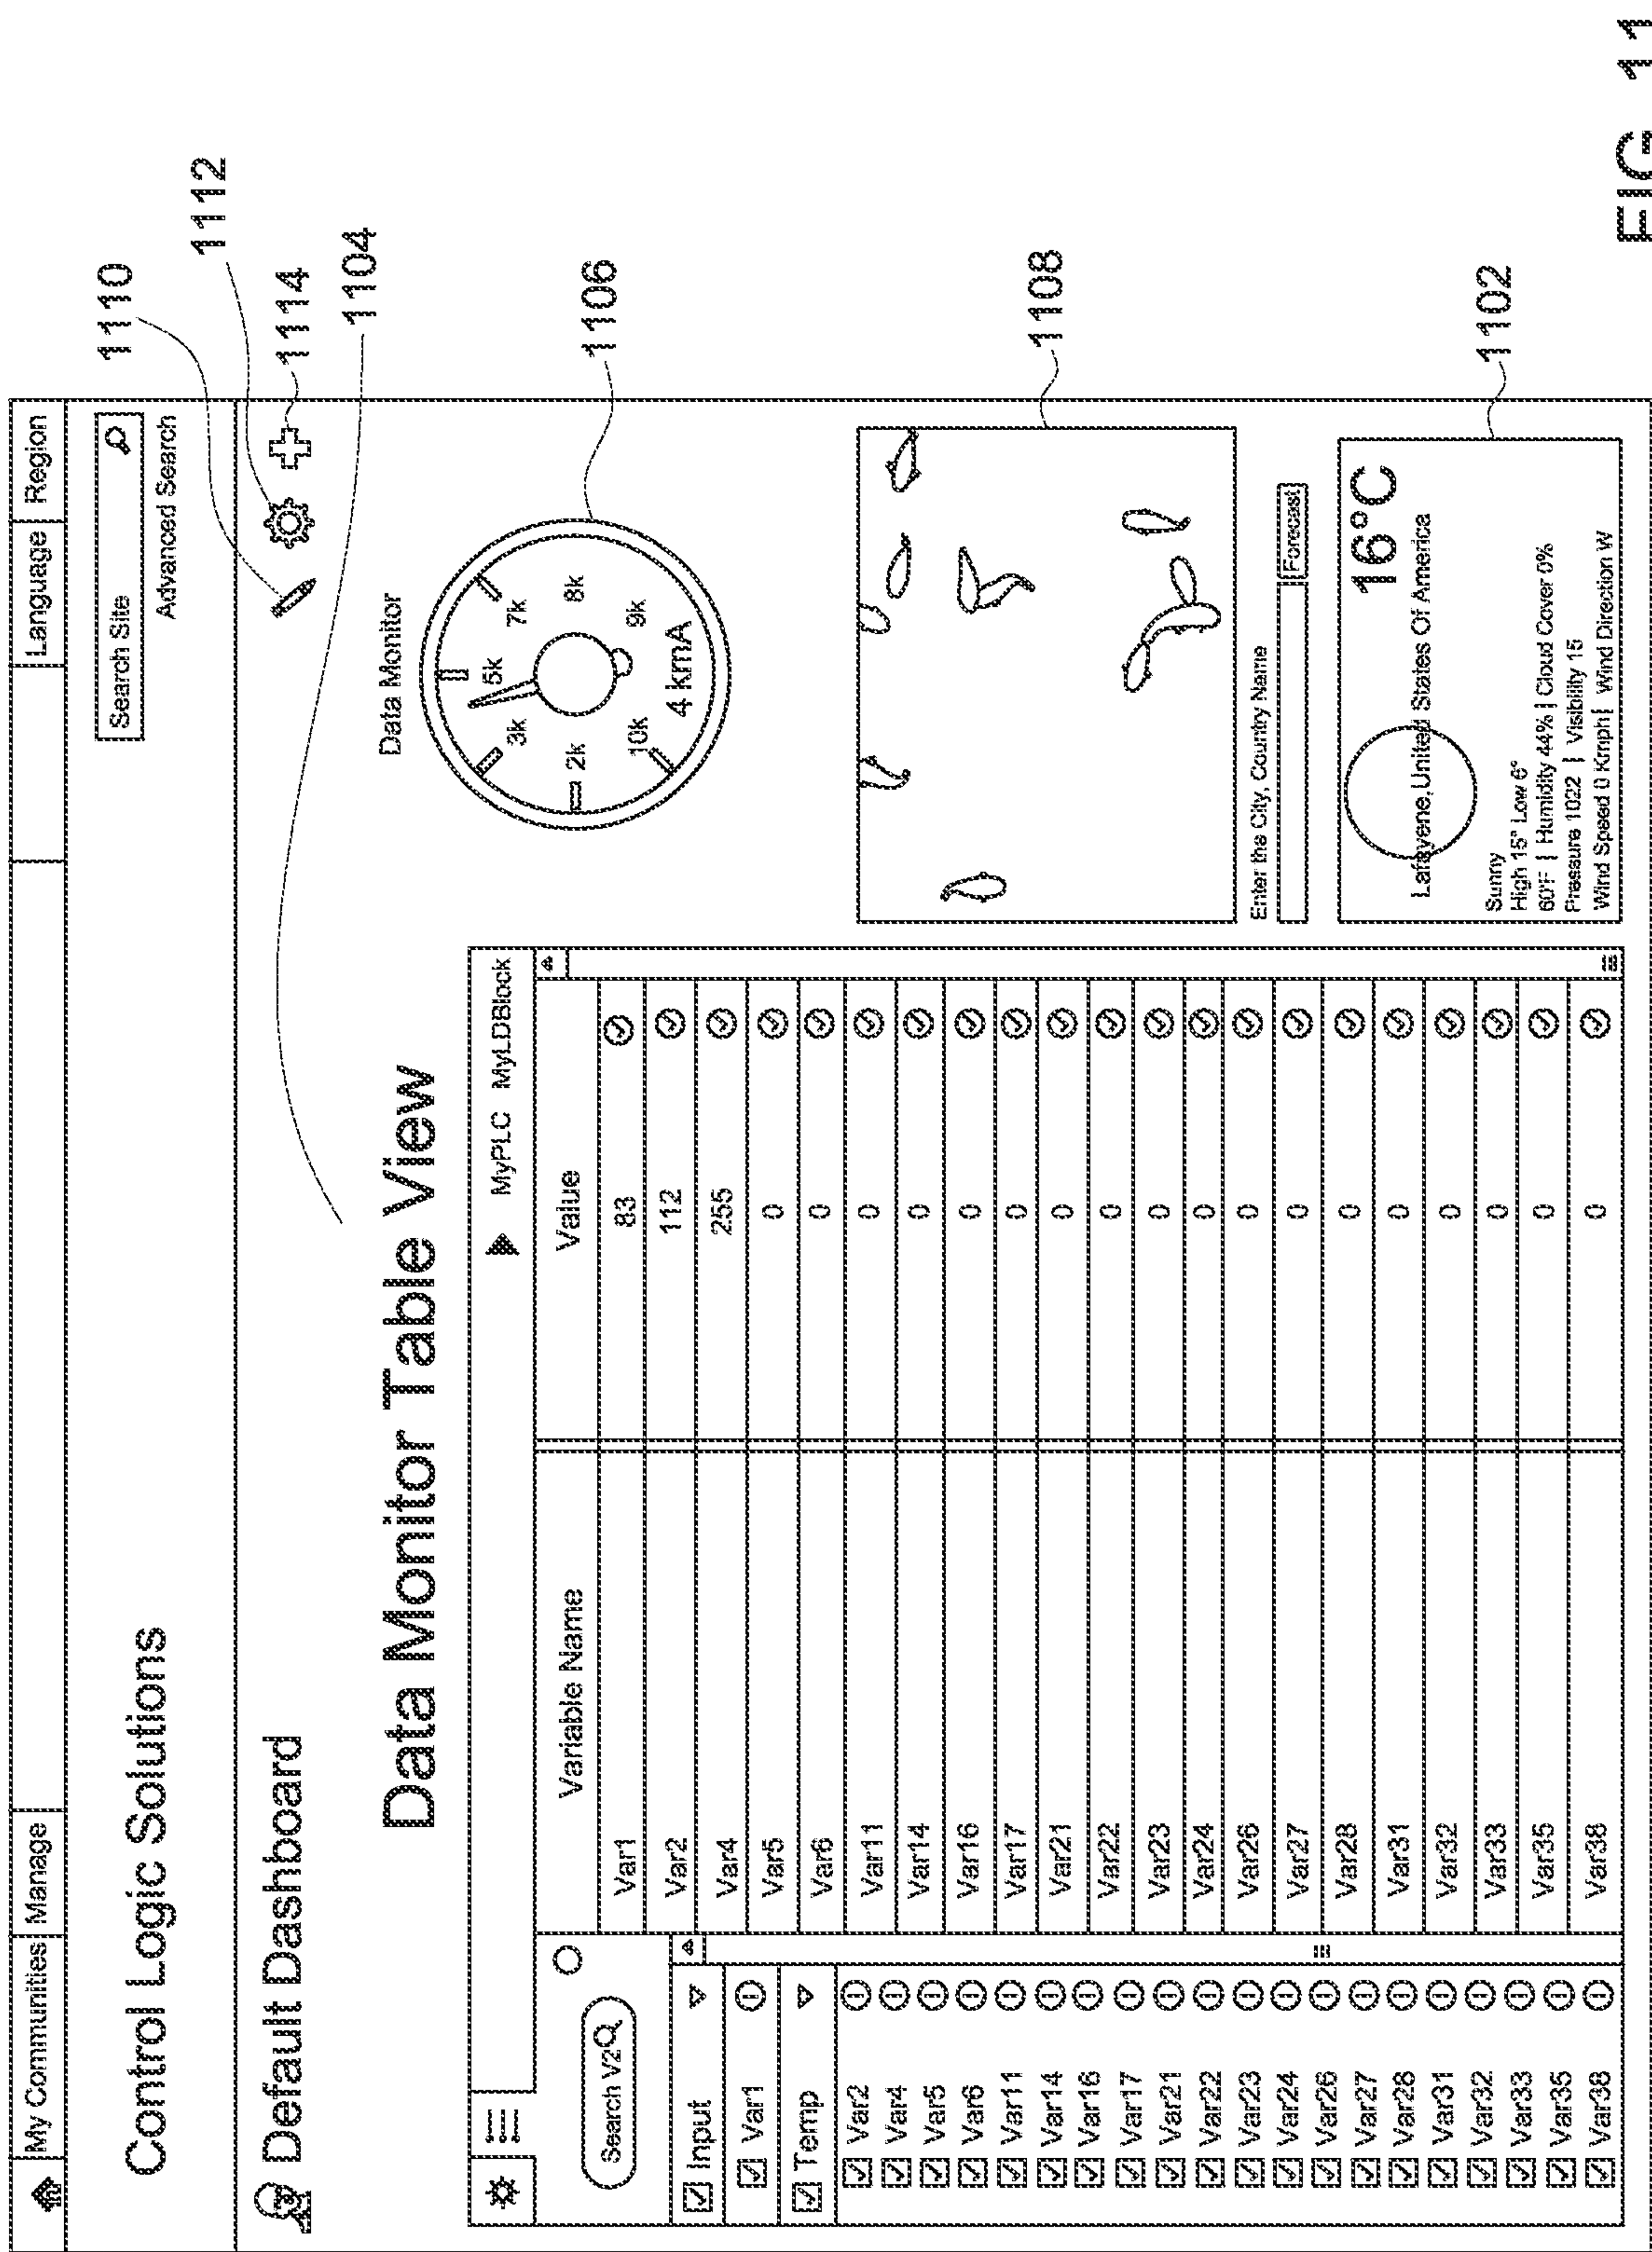 My Communities Manage Language Region
Control Logic Solutions
Search Site
Advanced Search
1110
1112
Default Dashboard
1114
1104
Data Monitor Table View
MyPLC MyLDBlock
Search V2
Variable Name Value
Input
Var1
Temp
Var2
Var4
Var5
Var6
Var11
Var14
Var16
Var17
Var21
Var22
Var23
Var24
Var26
Var27
Var28
Var31
Var32
Var33
Var35
Var38
Var1 83
Var2 112
Var4 255
Var5 0
Var6 0
Var11 0
Var14 0
Var16 0
Var17 0
Var21 0
Var22 0
Var23 0
Var24 0
Var26 0
Var27 0
Var28 0
Var31 0
Var32 0
Var33 0
Var35 0
Var38 0
Data Monitor
2k 3k 5k 7k 8k 9k 10k
4 kmA
1106
1108
Enter the City, Country Name
Forecast
16°C
Lafayene,United States Of America
Sunny
High 15° Low 6°
60°F | Humidity 44% | Cloud Cover 0%
Pressure 1022 | Visibility 15
Wind Speed 0 Kmph| Wind Direction W
1102
FIG. 11